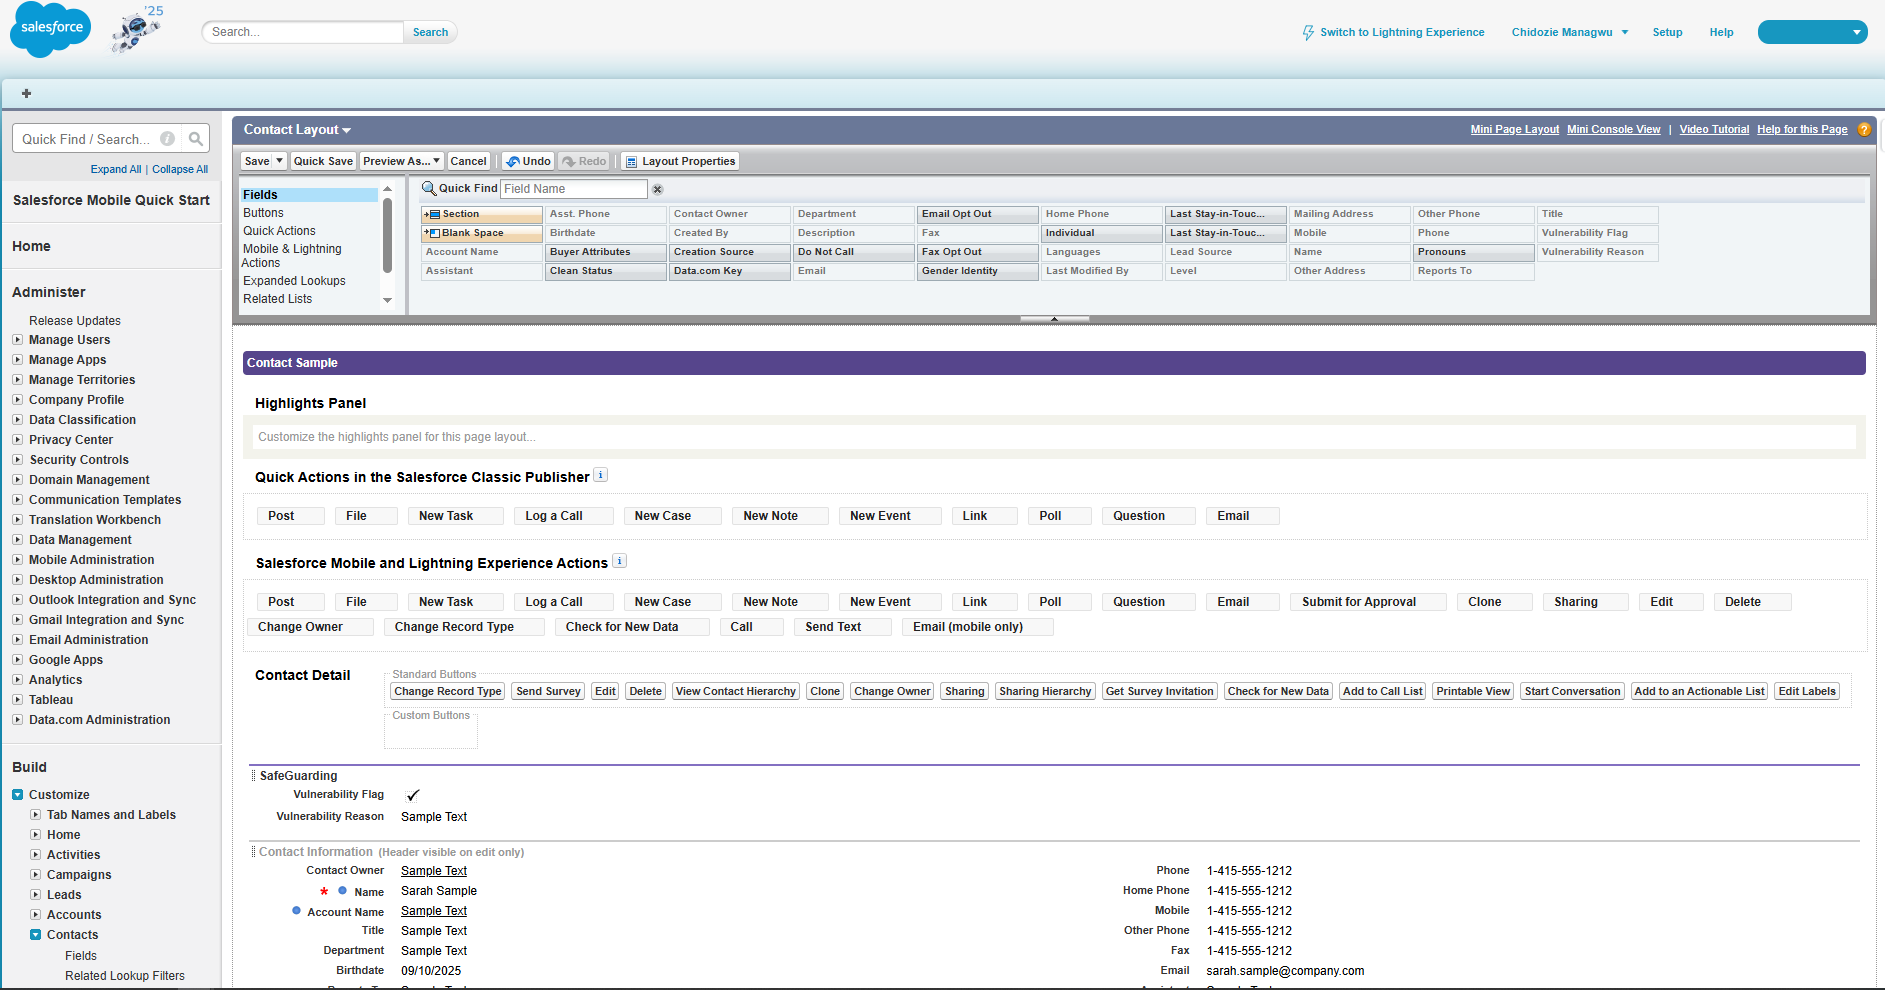 salesforce
'25
Search...
Search
Switch to Lightning Experience
Chidozie Managwu
Setup
Help
+
Quick Find / Search...
Expand All | Collapse All
Salesforce Mobile Quick Start
Home
Administer
Release Updates
Manage Users
Manage Apps
Manage Territories
Company Profile
Data Classification
Privacy Center
Security Controls
Domain Management
Communication Templates
Translation Workbench
Data Management
Mobile Administration
Desktop Administration
Outlook Integration and Sync
Gmail Integration and Sync
Email Administration
Google Apps
Analytics
Tableau
Data.com Administration
Build
Customize
Tab Names and Labels
Home
Activities
Campaigns
Leads
Accounts
Contacts
Fields
Related Lookup Filters
Contact Layout
Mini Page Layout Mini Console View | Video Tutorial Help for this Page ?
Save Quick Save Preview As... Cancel Undo Redo Layout Properties
Fields
Buttons
Quick Actions
Mobile & Lightning
Actions
Expanded Lookups
Related Lists
Quick Find Field Name
Section Asst. Phone Contact Owner Department Email Opt Out Home Phone Last Stay-in-Touc... Mailing Address Other Phone Title
Blank Space Birthdate Created By Description Fax Individual Last Stay-in-Touc... Mobile Phone Vulnerability Flag
Account Name Buyer Attributes Creation Source Do Not Call Fax Opt Out Languages Lead Source Name Pronouns Vulnerability Reason
Assistant Clean Status Data.com Key Email Gender Identity Last Modified By Level Other Address Reports To
Contact Sample
Highlights Panel
Customize the highlights panel for this page layout...
Quick Actions in the Salesforce Classic Publisher i
Post File New Task Log a Call New Case New Note New Event Link Poll Question Email
Salesforce Mobile and Lightning Experience Actions i
Post File New Task Log a Call New Case New Note New Event Link Poll Question Email Submit for Approval Clone Sharing Edit Delete
Change Owner Change Record Type Check for New Data Call Send Text Email (mobile only)
Contact Detail
Standard Buttons
Change Record Type Send Survey Edit Delete View Contact Hierarchy Clone Change Owner Sharing Sharing Hierarchy Get Survey Invitation Check for New Data Add to Call List Printable View Start Conversation Add to an Actionable List Edit Labels
Custom Buttons
SafeGuarding
Vulnerability Flag
Vulnerability Reason Sample Text
Contact Information (Header visible on edit only)
Contact Owner Sample Text Phone 1-415-555-1212
* Name Sarah Sample Home Phone 1-415-555-1212
Account Name Sample Text Mobile 1-415-555-1212
Title Sample Text Other Phone 1-415-555-1212
Department Sample Text Fax 1-415-555-1212
Birthdate 09/10/2025 Email sarah.sample@company.com